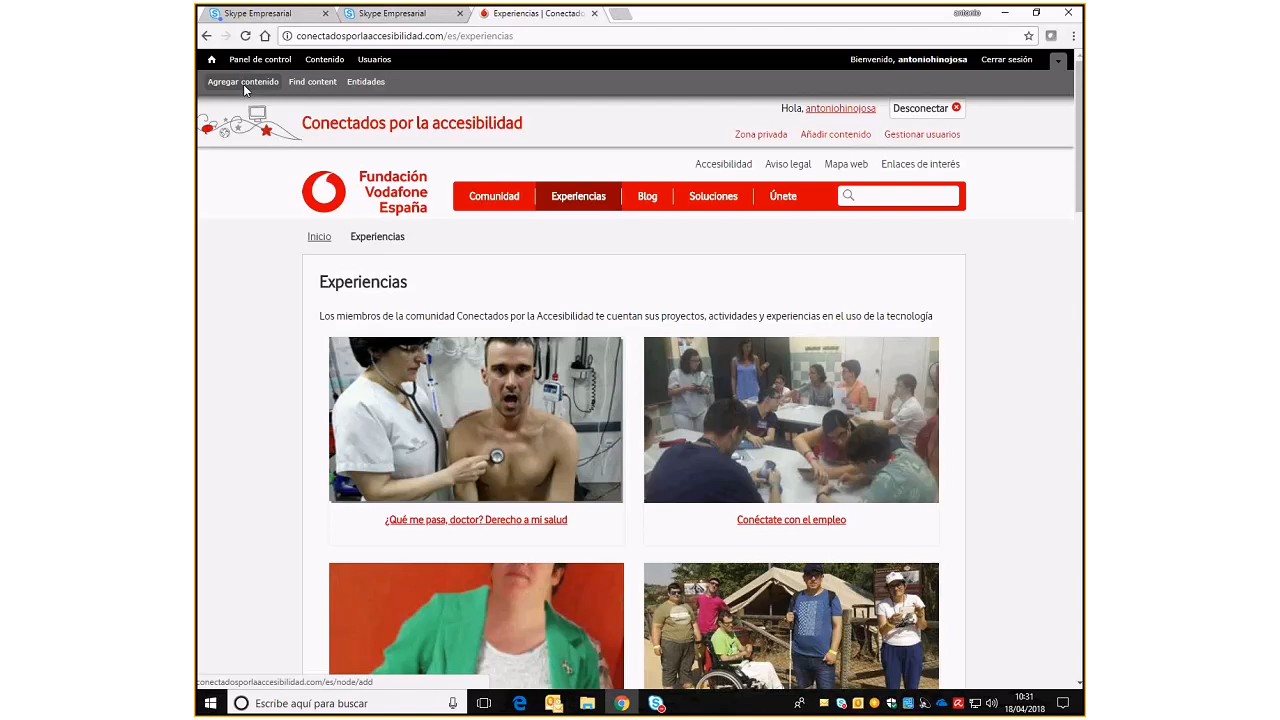 Skype Empresarial
Skype Empresarial
Experiencias | Conectado
antonio
conectadosporlaaccesibilidad.com/es/experiencias
Panel de control Contenido Usuarios
Bienvenido, antoniohinojosa Cerrar sesión
Agregar contenido Find content Entidades
Hola, antoniohinojosa Desconectar
Conectados por la accesibilidad
Zona privada Añadir contenido Gestionar usuarios
Accesibilidad Aviso legal Mapa web Enlaces de interés
Fundación
Vodafone
España
Comunidad Experiencias Blog Soluciones Únete
Inicio Experiencias
Experiencias
Los miembros de la comunidad Conectados por la Accesibilidad te cuentan sus proyectos, actividades y experiencias en el uso de la tecnología
¿Qué me pasa, doctor? Derecho a mi salud
Conéctate con el empleo
conectadosporlaaccesibilidad.com/es/node/add
Escribe aquí para buscar
10:31
18/04/2018